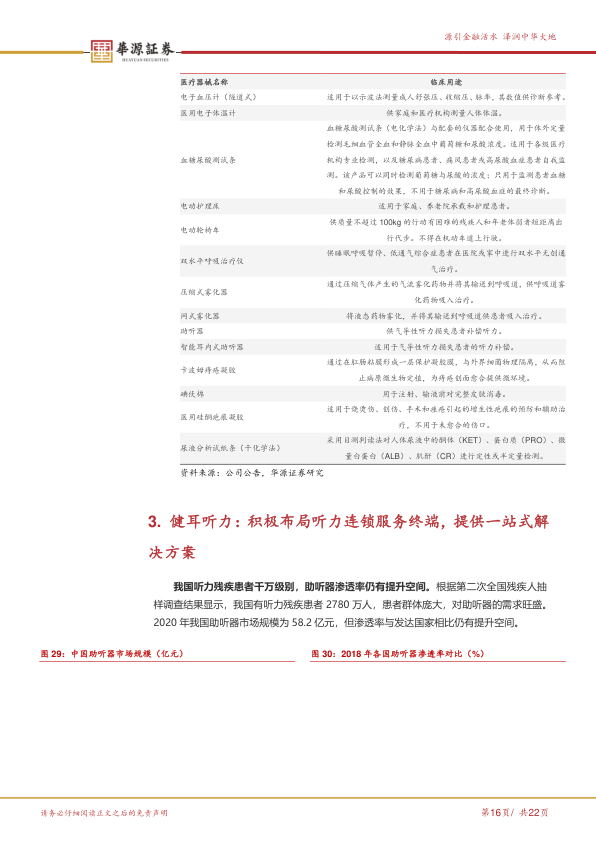 源引金融活水 泽润中华大地
華源証券
HUAYUAN SECURITIES
医疗器械名称 临床用途
电子血压计（隧道式） 适用于以示波法测量成人舒张压、收缩压、脉率，其数值供诊断参考。
医用电子体温计 供家庭和医疗机构测量人体体温。
血糖尿酸测试条（电化学法）与配套的仪器配合使用，用于体外定量
检测毛细血管全血和静脉全血中葡萄糖和尿酸浓度。适用于各级医疗
血糖尿酸测试条 机构专业检测，以及糖尿病患者、痛风患者或高尿酸血症患者自我监
测。该产品可以同时检测葡萄糖与尿酸的浓度；只用于监测患者血糖
和尿酸控制的效果，不用于糖尿病和高尿酸血症的最终诊断。
电动护理床 适用于家庭、养老院承载和护理患者。
电动轮椅车 供质量不超过 100kg 的行动有困难的残疾人和年老体弱者短距离出
行代步。不得在机动车道上行驶。
双水平呼吸治疗仪 供睡眠呼吸暂停、低通气综合症患者在医院或家中进行双水平无创通
气治疗。
压缩式雾化器 通过压缩气体产生的气流雾化药物并将其输送到呼吸道，供呼吸道雾
化药物吸入治疗。
网式雾化器 将液态药物雾化，并将其输送到呼吸道供患者吸入治疗。
助听器 供气导性听力损失患者补偿听力。
智能耳内式助听器 适用于气导性听力损失患者的听力补偿。
卡波姆痔疮凝胶 通过在肛肠粘膜形成一层保护凝胶膜，与外界细菌物理隔离，从而阻
止病原微生物定植，为痔疮创面愈合提供微环境。
碘伏棉 用于注射、输液前对完整皮肤消毒。
医用硅酮疤痕凝胶 适用于烧烫伤、创伤、手术和痤疮引起的增生性疤痕的预防和辅助治
疗，不用于未愈合的伤口。
尿液分析试纸条（干化学法） 采用目测判读法对人体尿液中的酮体（KET）、蛋白质（PRO）、微
量白蛋白（ALB）、肌酐（CR）进行定性或半定量检测。
资料来源：公司公告，华源证券研究
3. 健耳听力：积极布局听力连锁服务终端，提供一站式解
决方案
我国听力残疾患者千万级别，助听器渗透率仍有提升空间。根据第二次全国残疾人抽
样调查结果显示，我国有听力残疾患者 2780 万人，患者群体庞大，对助听器的需求旺盛。
2020 年我国助听器市场规模为 58.2 亿元，但渗透率与发达国家相比仍有提升空间。
图 29：中国助听器市场规模（亿元） 图 30：2018 年各国助听器渗透率对比（%）
请务必仔细阅读正文之后的免责声明 第16页/ 共22页